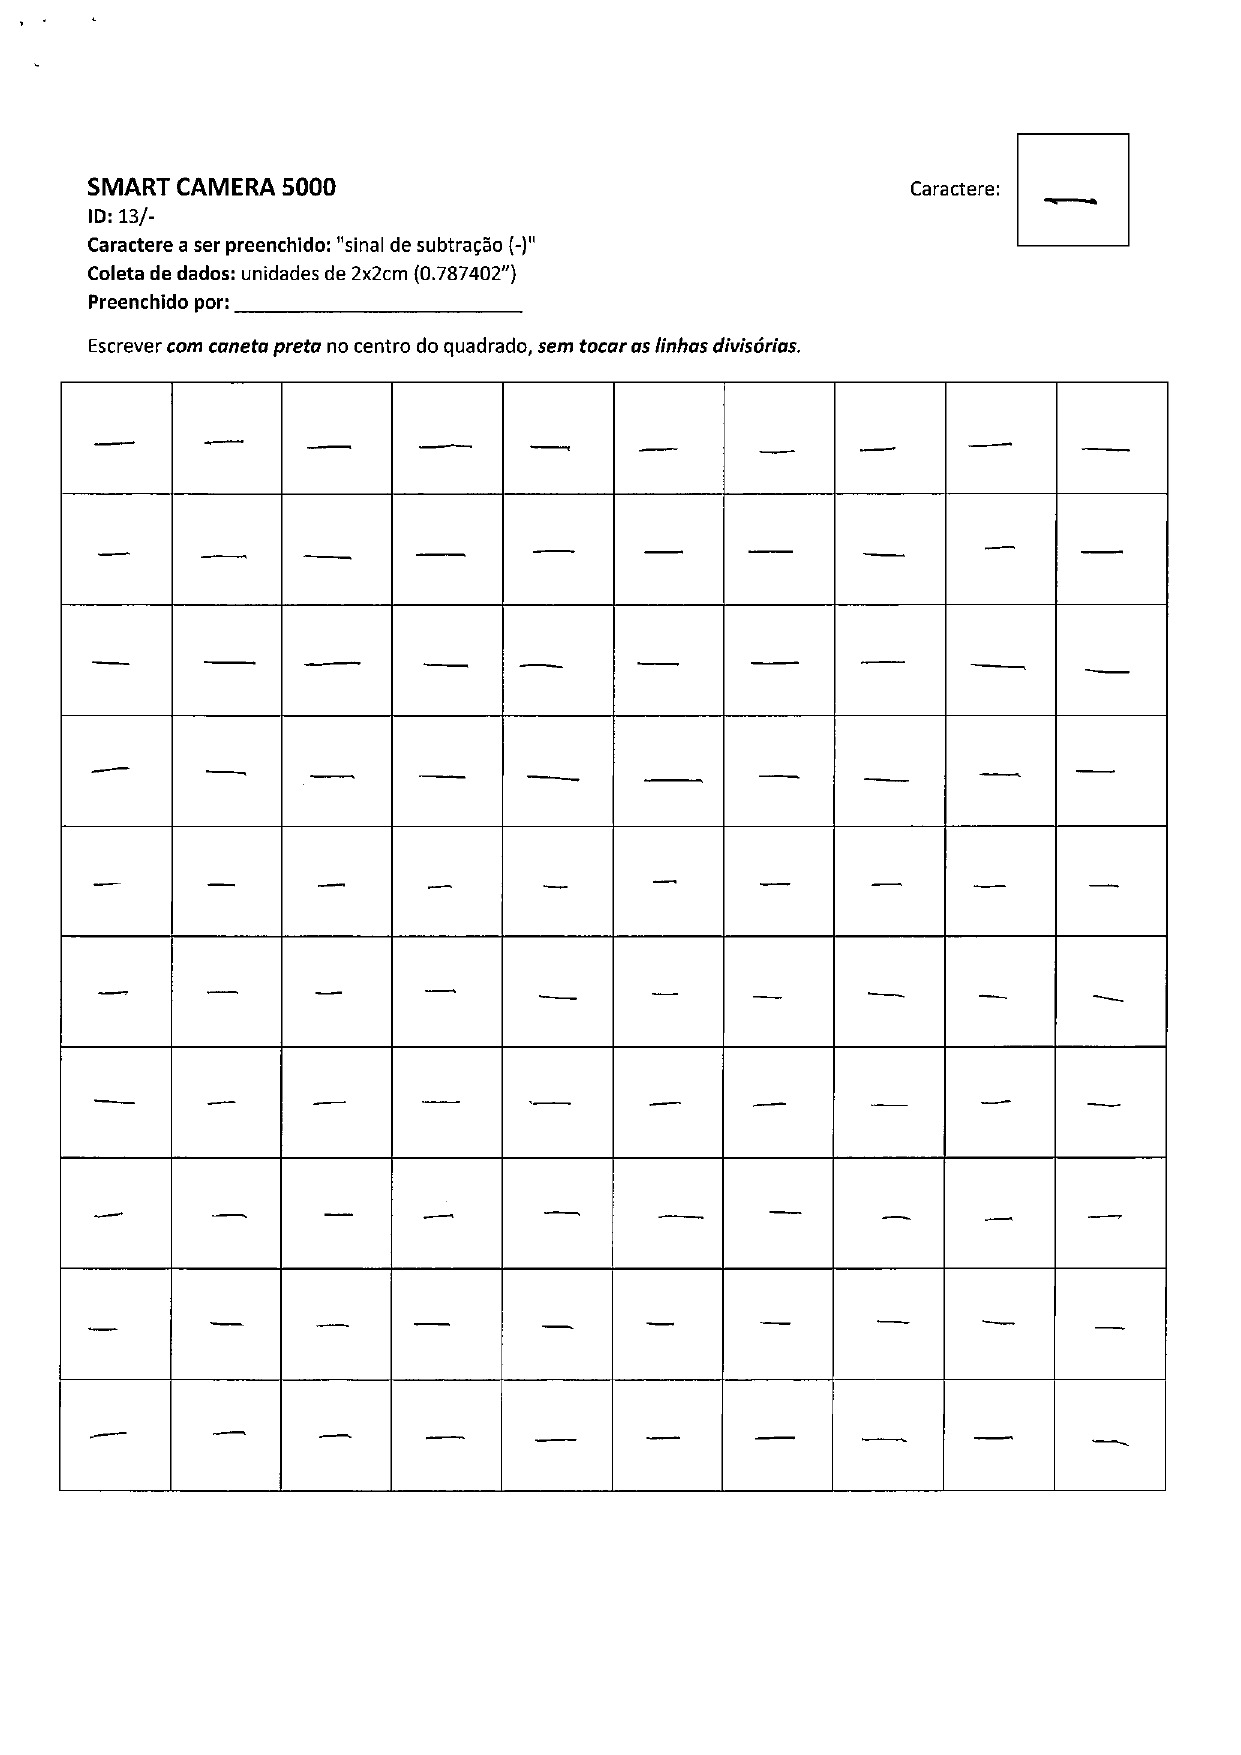 SMART CAMERA 5000
Caractere:
—
ID: 13/-
Caractere a ser preenchido: "sinal de subtração (-)"
Coleta de dados: unidades de 2x2cm (0.787402")
Preenchido por: __________________________
Escrever com caneta preta no centro do quadrado, sem tocar as linhas divisórias.
— — — — — — — — — —
— — — — — — — — — —
— — — — — — — — — —
— — — — — — — — — —
— — — — — — — — — —
— — — — — — — — — —
— — — — — — — — — —
— — — — — — — — — —
— — — — — — — — — —
— — — — — — — — — —